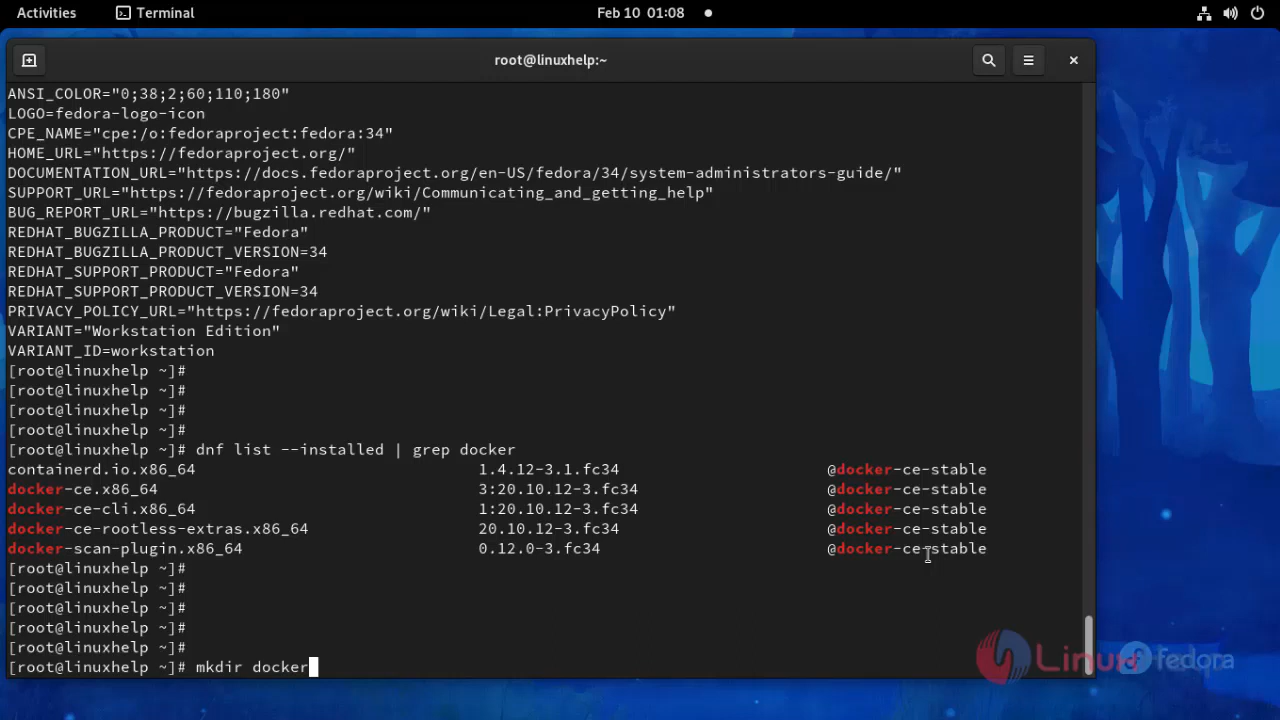 Activities Terminal Feb 10 01:08
root@linuxhelp:~
ANSI_COLOR="0;38;2;60;110;180"
LOGO=fedora-logo-icon
CPE_NAME="cpe:/o:fedoraproject:fedora:34"
HOME_URL="https://fedoraproject.org/"
DOCUMENTATION_URL="https://docs.fedoraproject.org/en-US/fedora/34/system-administrators-guide/"
SUPPORT_URL="https://fedoraproject.org/wiki/Communicating_and_getting_help"
BUG_REPORT_URL="https://bugzilla.redhat.com/"
REDHAT_BUGZILLA_PRODUCT="Fedora"
REDHAT_BUGZILLA_PRODUCT_VERSION=34
REDHAT_SUPPORT_PRODUCT="Fedora"
REDHAT_SUPPORT_PRODUCT_VERSION=34
PRIVACY_POLICY_URL="https://fedoraproject.org/wiki/Legal:PrivacyPolicy"
VARIANT="Workstation Edition"
VARIANT_ID=workstation
[root@linuxhelp ~]#
[root@linuxhelp ~]#
[root@linuxhelp ~]#
[root@linuxhelp ~]#
[root@linuxhelp ~]# dnf list --installed | grep docker
containerd.io.x86_64 1.4.12-3.1.fc34 @docker-ce-stable
docker-ce.x86_64 3:20.10.12-3.fc34 @docker-ce-stable
docker-ce-cli.x86_64 1:20.10.12-3.fc34 @docker-ce-stable
docker-ce-rootless-extras.x86_64 20.10.12-3.fc34 @docker-ce-stable
docker-scan-plugin.x86_64 0.12.0-3.fc34 @docker-ce-stable
[root@linuxhelp ~]#
[root@linuxhelp ~]#
[root@linuxhelp ~]#
[root@linuxhelp ~]#
[root@linuxhelp ~]#
[root@linuxhelp ~]# mkdir docker
fedora